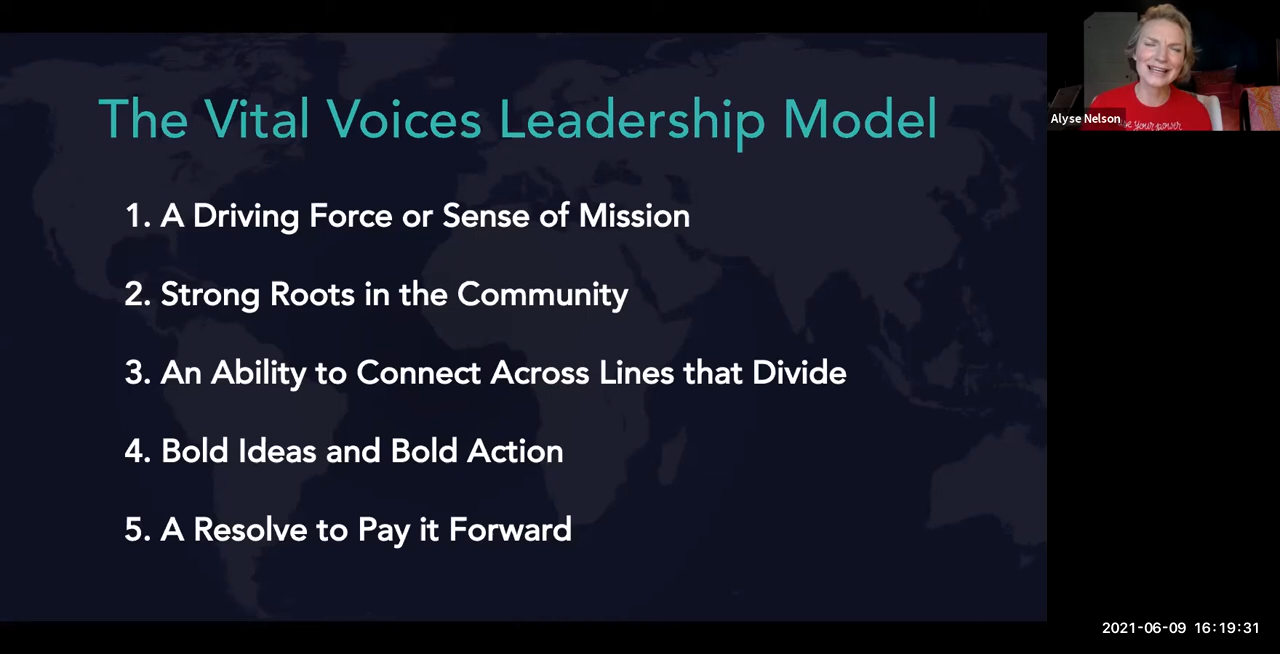 The Vital Voices Leadership Model
1. A Driving Force or Sense of Mission
2. Strong Roots in the Community
3. An Ability to Connect Across Lines that Divide
4. Bold Ideas and Bold Action
5. A Resolve to Pay it Forward
Alyse Nelson
your power
2021-06-09 16:19:31